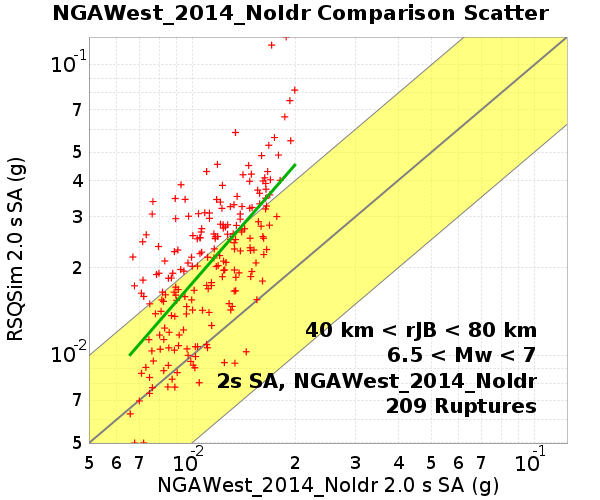 NGAWest_2014_NoIdr Comparison Scatter
RSQSim 2.0 s SA (g)
10-1
7
5
4
3
2
10-2
7
5
40 km < rJB < 80 km
6.5 < Mw < 7
2s SA, NGAWest_2014_NoIdr
209 Ruptures
5 6 7 10-2 2 3 4 5 6 7 10-1
NGAWest_2014_NoIdr 2.0 s SA (g)